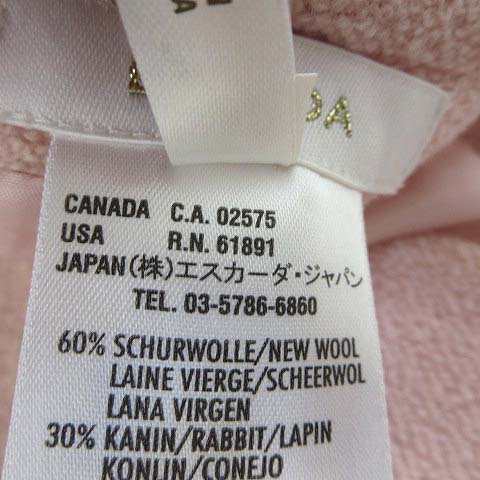 DA
CANADA C.A. 02575
USA R.N. 61891
JAPAN(株)エスカーダ・ジャパン
TEL. 03-5786-6860
60% SCHURWOLLE/NEW WOOL
LAINE VIERGE/SCHEERWOL
LANA VIRGEN
30% KANIN/RABBIT/LAPIN
KONIJN/CONEJO